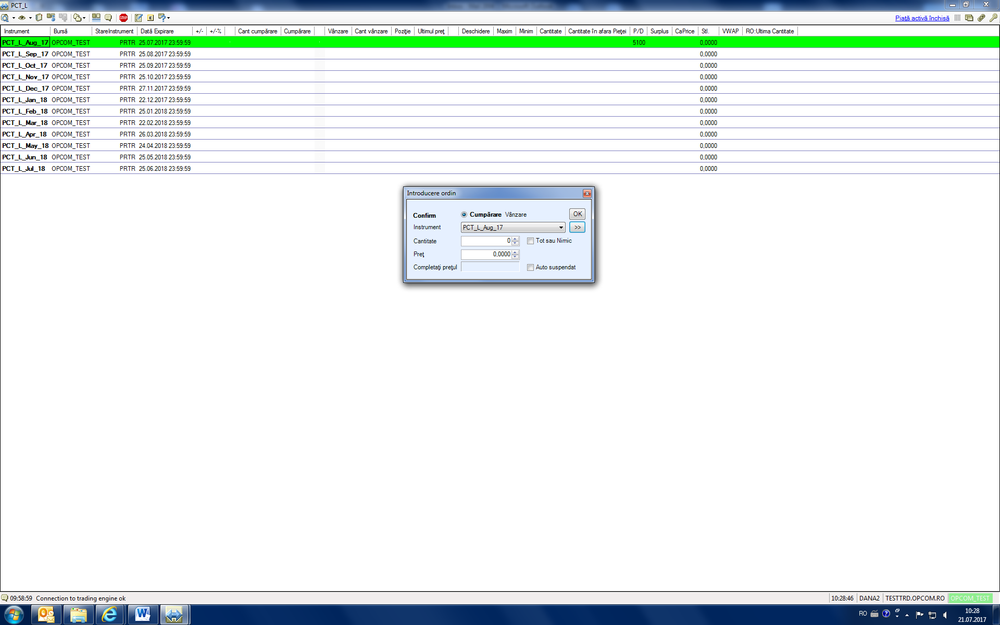 PCT_L
Piață activă închisă
Instrument Bursă StareInstrument Dată Expirare +/- +/-% Cant cumpărare Cumpărare Vânzare Cant vânzare Poziție Ultimul preț Deschidere Maxim Minim Cantitate Cantitate în afara Pieței P/D Surplus CaPrice Stl. VWAP RO:Ultima Cantitate
PCT_L_Aug_17 OPCOM_TEST PRTR 25.07.2017 23:59:59 5100 0,0000
PCT_L_Sep_17 OPCOM_TEST PRTR 25.08.2017 23:59:59 0,0000
PCT_L_Oct_17 OPCOM_TEST PRTR 25.09.2017 23:59:59 0,0000
PCT_L_Nov_17 OPCOM_TEST PRTR 25.10.2017 23:59:59 0,0000
PCT_L_Dec_17 OPCOM_TEST PRTR 27.11.2017 23:59:59 0,0000
PCT_L_Jan_18 OPCOM_TEST PRTR 22.12.2017 23:59:59 0,0000
PCT_L_Feb_18 OPCOM_TEST PRTR 25.01.2018 23:59:59 0,0000
PCT_L_Mar_18 OPCOM_TEST PRTR 22.02.2018 23:59:59 0,0000
PCT_L_Apr_18 OPCOM_TEST PRTR 26.03.2018 23:59:59 0,0000
PCT_L_May_18 OPCOM_TEST PRTR 24.04.2018 23:59:59 0,0000
PCT_L_Jun_18 OPCOM_TEST PRTR 25.05.2018 23:59:59 0,0000
PCT_L_Jul_18 OPCOM_TEST PRTR 25.06.2018 23:59:59 0,0000
Introducere ordin
Confirm Cumpărare Vânzare OK
Instrument PCT_L_Aug_17 >>
Cantitate 0 Tot sau Nimic
Preț 0,0000
Completați prețul Auto suspendat
09:58:59 Connection to trading engine ok 10:28:46 DANA2 TESTTRD.OPCOM.RO OPCOM_TEST
RO 10:28
21.07.2017